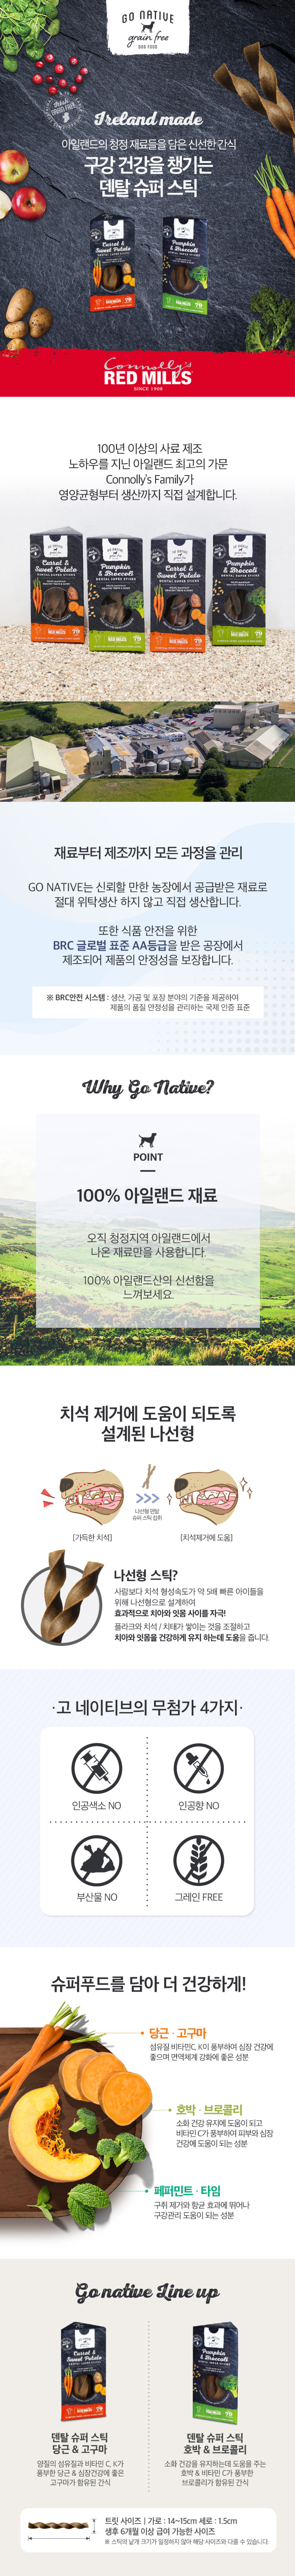 GO NATIVE
grain free
DOG FOOD
Ireland made
아일랜드의 청정 재료들을 담은 신선한 간식
구강 건강을 챙기는
덴탈 슈퍼 스틱
Carrot &
Sweet Potato
DENTAL SUPER STICKS
Pumpkin
& Broccoli
DENTAL SUPER STICKS
Connolly's
RED MILLS
SINCE 1908
100년 이상의 사료 제조
노하우를 지닌 아일랜드 최고의 가문
Connolly's Family가
영양균형부터 생산까지 직접 설계합니다.
Carrot &
Sweet Potato
DENTAL SUPER STICKS
Pumpkin
& Broccoli
DENTAL SUPER STICKS
Carrot &
Sweet Potato
DENTAL SUPER STICKS
Pumpkin
& Broccoli
DENTAL SUPER STICKS
재료부터 제조까지 모든 과정을 관리
GO NATIVE는 신뢰할 만한 농장에서 공급받은 재료로
절대 위탁생산 하지 않고 직접 생산합니다.
또한 식품 안전을 위한
BRC 글로벌 표준 AA등급을 받은 공장에서
제조되어 제품의 안정성을 보장합니다.
※ BRC안전 시스템 : 생산, 가공 및 포장 분야의 기준을 제공하여
제품의 품질 안정성을 관리하는 국제 인증 표준
Why Go Native?
POINT
100% 아일랜드 재료
오직 청정지역 아일랜드에서
나온 재료만을 사용합니다.
100% 아일랜드산의 신선함을
느껴보세요.
치석 제거에 도움이 되도록
설계된 나선형
나선형 덴탈
슈퍼 스틱 섭취
[가득한 치석]
[치석제거에 도움]
나선형 스틱?
사람보다 치석 형성속도가 약 5배 빠른 아이들을
위해 나선형으로 설계하여
효과적으로 치아와 잇몸 사이를 자극!
플라크와 치석 / 치태가 쌓이는 것을 조절하고
치아와 잇몸을 건강하게 유지 하는데 도움을 줍니다.
·고 네이티브의 무첨가 4가지·
인공색소 NO
인공향 NO
부산물 NO
그레인 FREE
슈퍼푸드를 담아 더 건강하게!
당근 · 고구마
섬유질 비타민C, K이 풍부하여 심장 건강에
좋으며 면역체계 강화에 좋은 성분
호박 · 브로콜리
소화 건강 유지에 도움이 되고
비타민 C가 풍부하여 피부와 심장
건강에 도움이 되는 성분
페퍼민트 · 타임
구취 제거와 항균 효과에 뛰어나
구강관리 도움이 되는 성분
Go native Line up
Carrot &
Sweet Potato
DENTAL SUPER STICKS
Pumpkin
& Broccoli
DENTAL SUPER STICKS
덴탈 슈퍼 스틱
당근 & 고구마
양질의 섬유질과 비타민 C, K가
풍부한 당근 & 심장건강에 좋은
고구마가 함유된 간식
덴탈 슈퍼 스틱
호박 & 브로콜리
소화 건강을 유지하는데 도움을 주는
호박 & 비타민 C가 풍부한
브로콜리가 함유된 간식
트릿 사이즈 | 가로 : 14~15cm 세로 : 1.5cm
생후 6개월 이상 급여 가능한 사이즈
※ 스틱의 낱개 크기가 일정하지 않아 해당 사이즈와 다를 수 있습니다.